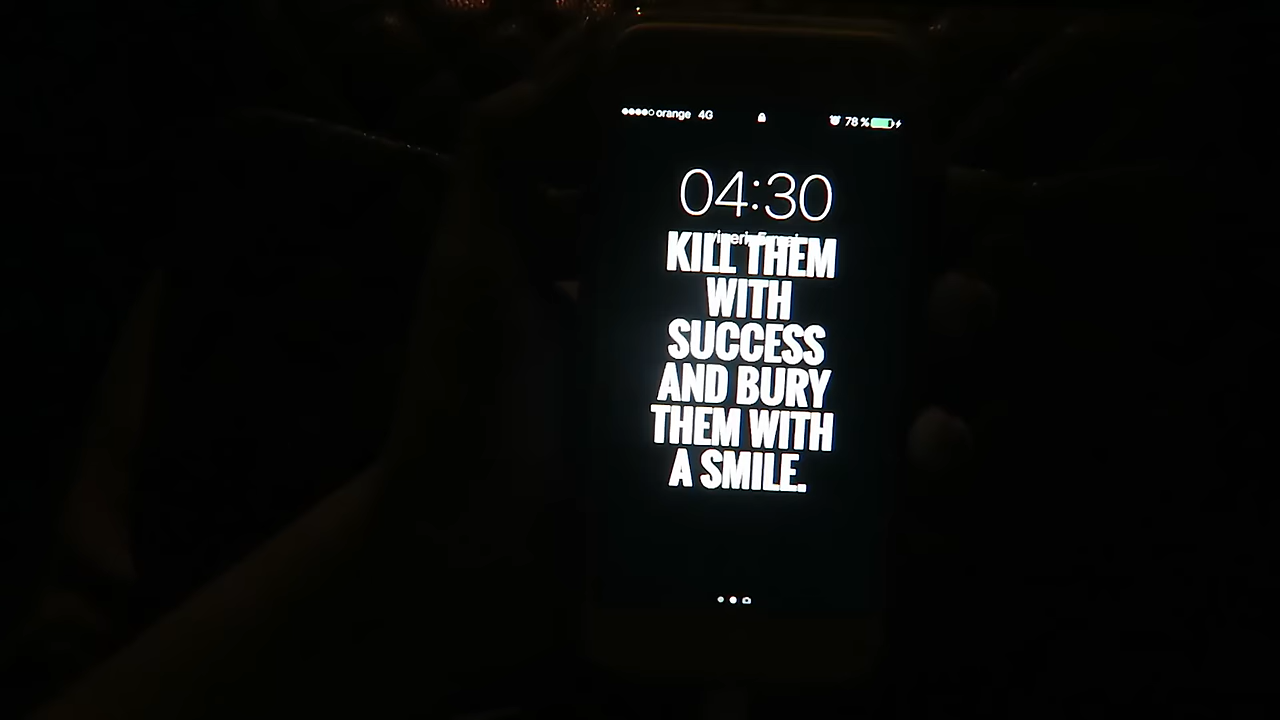 orange 4G 78 %
04:30
KILL THEM
WITH
SUCCESS
AND BURY
THEM WITH
A SMILE.